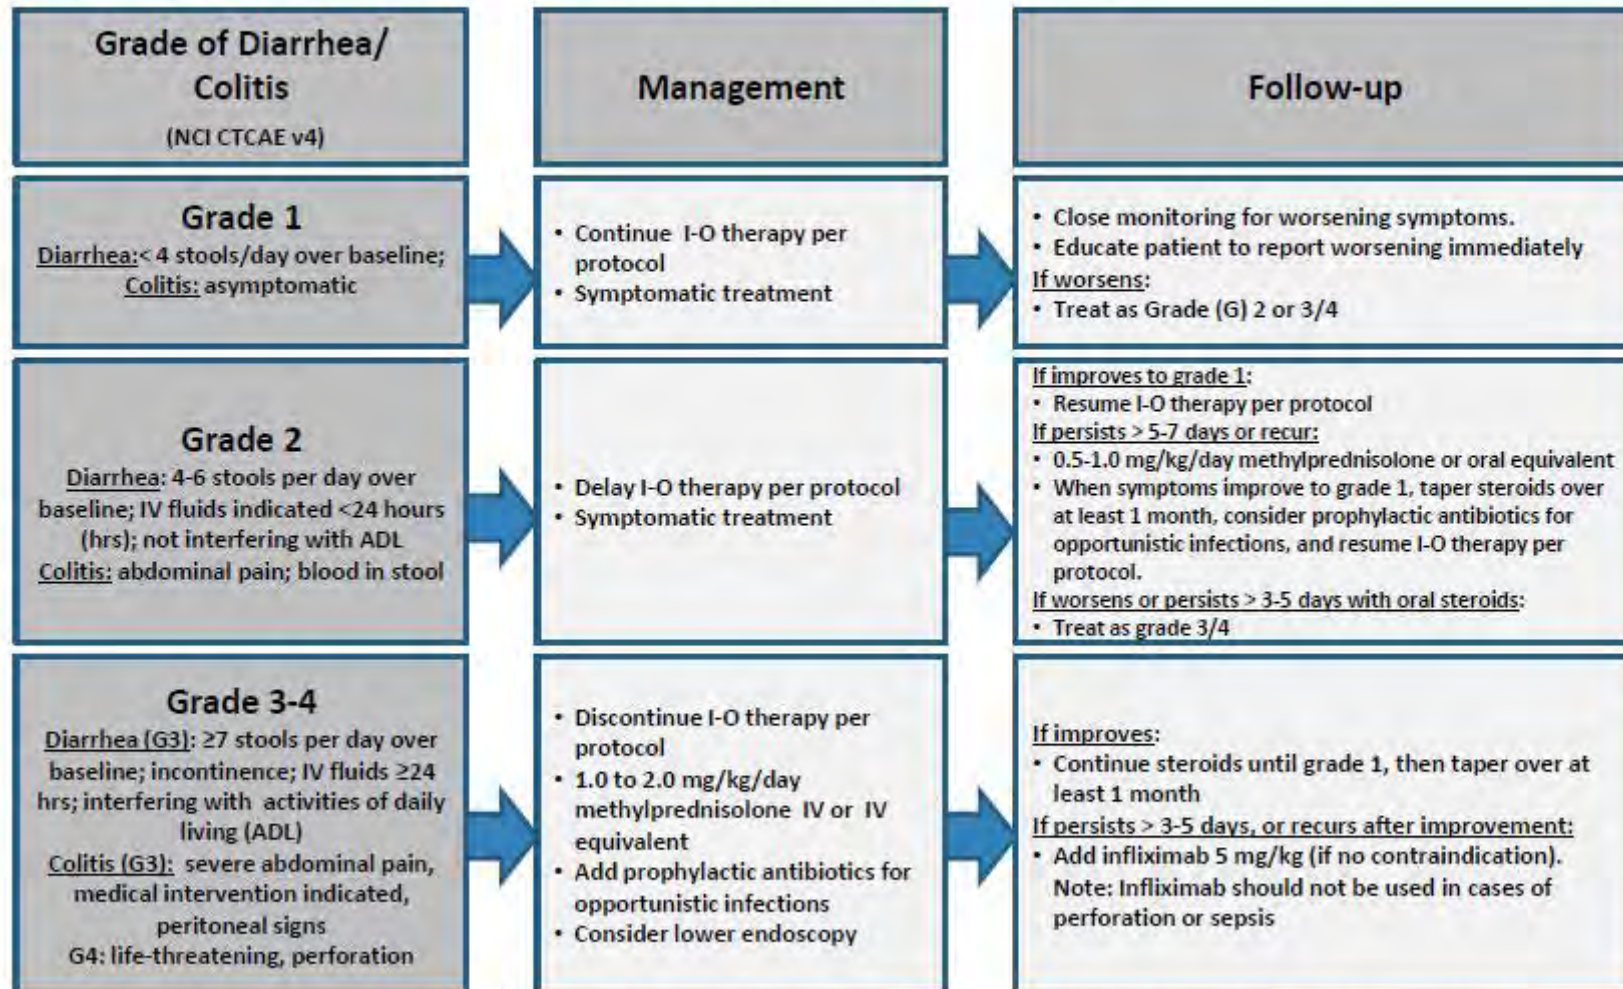 Grade of Diarrhea/
Colitis
(NCI CTCAE v4)
Management
Follow-up
Grade 1
Diarrhea:< 4 stools/day over baseline;
Colitis: asymptomatic
• Continue I-O therapy per
protocol
• Symptomatic treatment
• Close monitoring for worsening symptoms.
• Educate patient to report worsening immediately
If worsens:
• Treat as Grade (G) 2 or 3/4
Grade 2
Diarrhea: 4-6 stools per day over
baseline; IV fluids indicated <24 hours
(hrs); not interfering with ADL
Colitis: abdominal pain; blood in stool
• Delay I-O therapy per protocol
• Symptomatic treatment
If improves to grade 1:
• Resume I-O therapy per protocol
If persists > 5-7 days or recur:
• 0.5-1.0 mg/kg/day methylprednisolone or oral equivalent
• When symptoms improve to grade 1, taper steroids over
at least 1 month, consider prophylactic antibiotics for
opportunistic infections, and resume I-O therapy per
protocol.
If worsens or persists > 3-5 days with oral steroids:
• Treat as grade 3/4
Grade 3-4
Diarrhea (G3): ≥7 stools per day over
baseline; incontinence; IV fluids ≥24
hrs; interfering with activities of daily
living (ADL)
Colitis (G3): severe abdominal pain,
medical intervention indicated,
peritoneal signs
G4: life-threatening, perforation
• Discontinue I-O therapy per
protocol
• 1.0 to 2.0 mg/kg/day
methylprednisolone IV or IV
equivalent
• Add prophylactic antibiotics for
opportunistic infections
• Consider lower endoscopy
If improves:
• Continue steroids until grade 1, then taper over at
least 1 month
If persists > 3-5 days, or recurs after improvement:
• Add infliximab 5 mg/kg (if no contraindication).
Note: Infliximab should not be used in cases of
perforation or sepsis